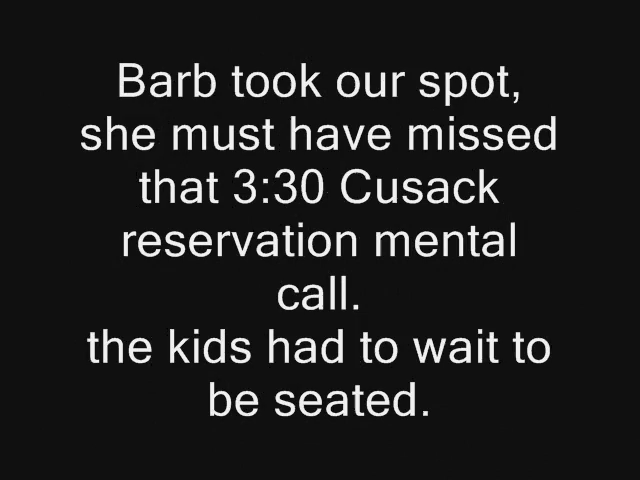 Barb took our spot,
she must have missed
that 3:30 Cusack
reservation mental
call.
the kids had to wait to
be seated.